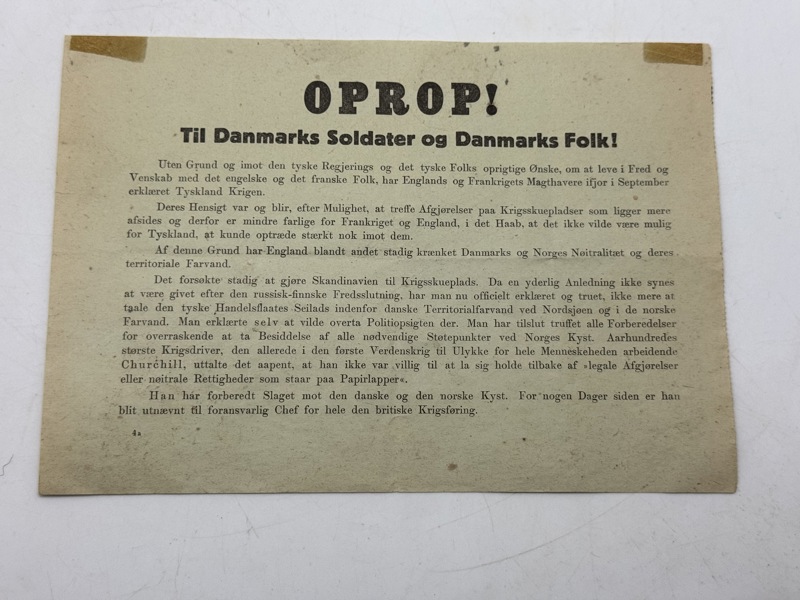 OPROP!
Til Danmarks Soldater og Danmarks Folk!
Uten Grund og imot den tyske Regjerings og det tyske Folks oprigtige Ønske, om at leve i Fred og
Venskab med det engelske og det franske Folk, har Englands og Frankrigets Magthavere ifjor i September
erklæret Tyskland Krigen.
Deres Hensigt var og blir, efter Mulighet, at treffe Afgjørelser paa Krigsskuepladser som ligger mere
afsides og derfor er mindre farlige for Frankriget og England, i det Haab, at det ikke vilde være mulig
for Tyskland, at kunde optræde stærkt nok imot dem.
Af denne Grund har England blandt andet stadig krænket Danmarks og Norges Nøitralitæt og deres
territoriale Farvand.
Det forsøkte stadig at gjøre Skandinavien til Krigsskueplads. Da en yderlig Anledning ikke synes
at være givet efter den russisk-finnske Fredsslutning, har man nu officielt erklæret og truet, ikke mere at
taale den tyske Handelsflaates Seilads indenfor danske Territorialfarvand ved Nordsjøen og i de norske
Farvand. Man erklærte selv at vilde overta Politiopsigten der. Man har tilslut truffet alle Forberedelser
for overraskende at ta Besiddelse af alle nødvendige Støtepunkter ved Norges Kyst. Aarhundredes
største Krigsdriver, den allerede i den første Verdenskrig til Ulykke for hele Menneskeheden arbeidende
Churchill, uttalte det aapent, at han ikke var villig til at la sig holde tilbake af »legale Afgjørelser
eller nøitrale Rettigheder som staar paa Papirlapper«.
Han har forberedt Slaget mot den danske og den norske Kyst. For nogen Dager siden er han
blit utnævnt til foransvarlig Chef for hele den britiske Krigsføring.
4a